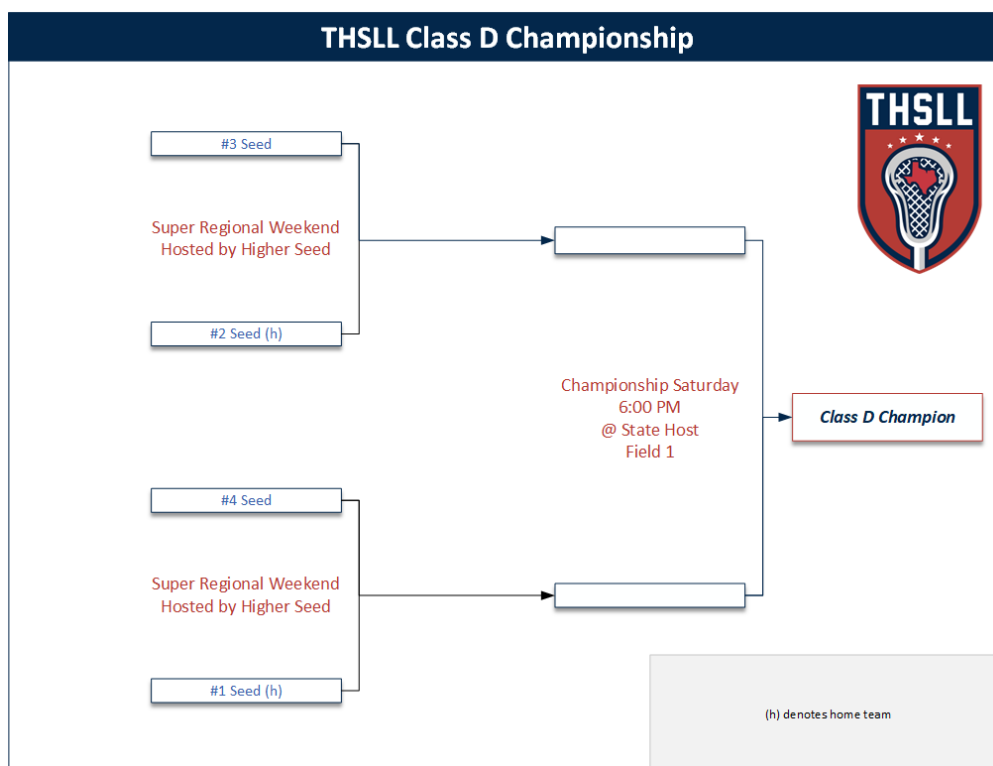 THSLL Class D Championship
THSLL
#3 Seed
Super Regional Weekend
Hosted by Higher Seed
#2 Seed (h)
Championship Saturday
6:00 PM
@ State Host
Field 1
Class D Champion
#4 Seed
Super Regional Weekend
Hosted by Higher Seed
#1 Seed (h)
(h) denotes home team